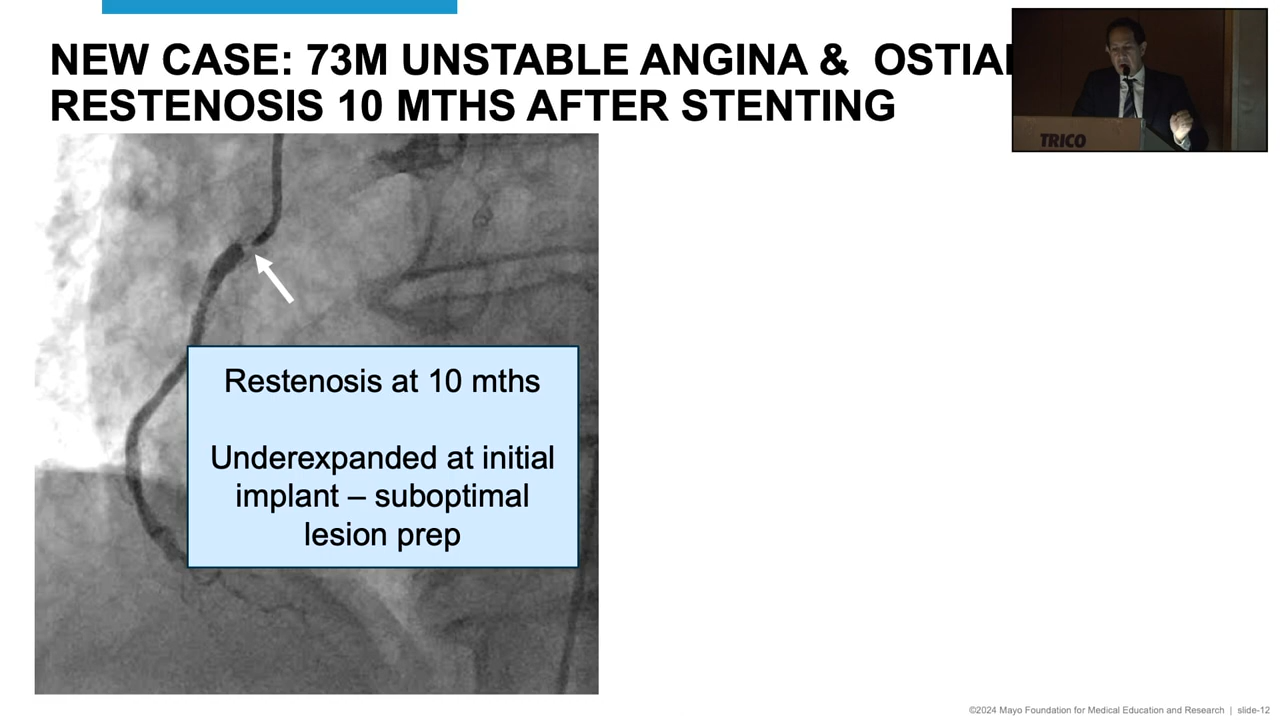 NEW CASE: 73M UNSTABLE ANGINA & OSTIAL
RESTENOSIS 10 MTHS AFTER STENTING
TRICO
Restenosis at 10 mths
Underexpanded at initial
implant – suboptimal
lesion prep
©2024 Mayo Foundation for Medical Education and Research | slide-12